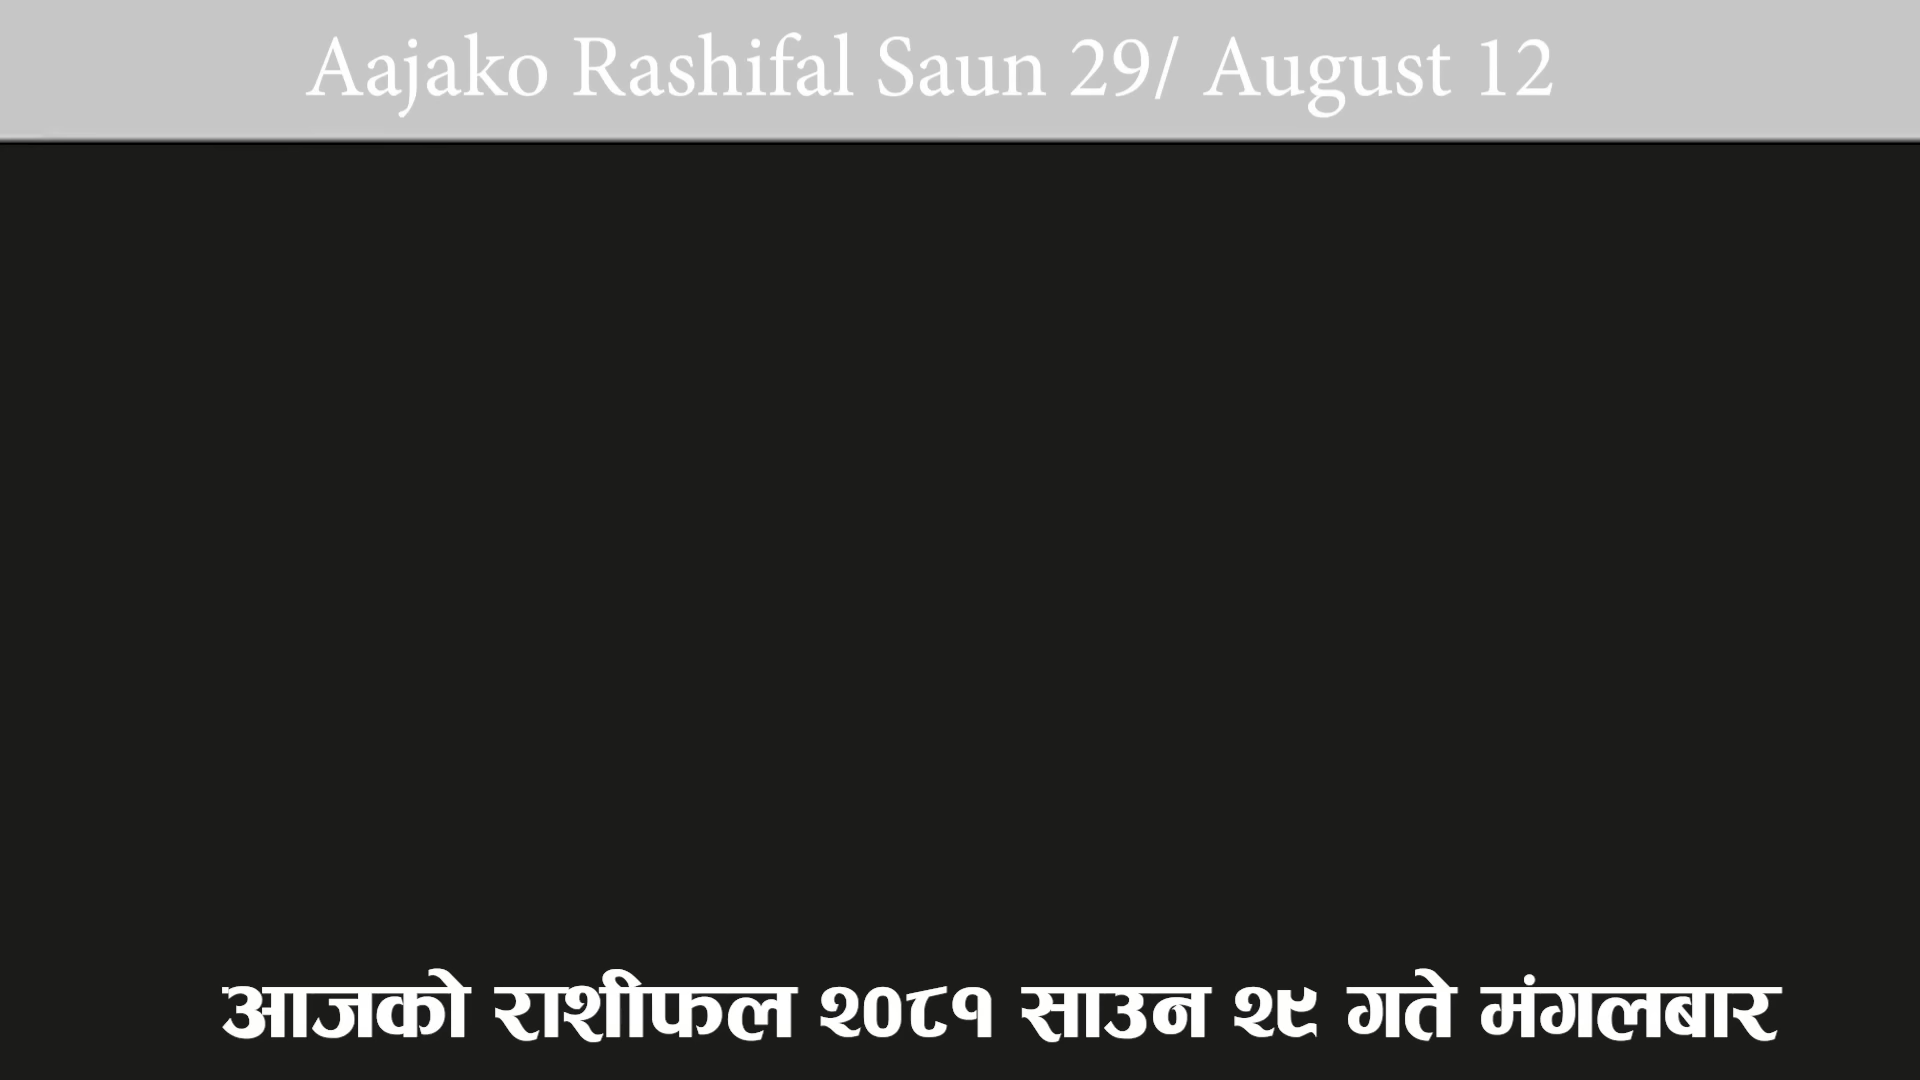 Aajako Rashifal Saun 29/ August 12
आजको राशीफल २०८१ साउन २९ गते मंगलबार